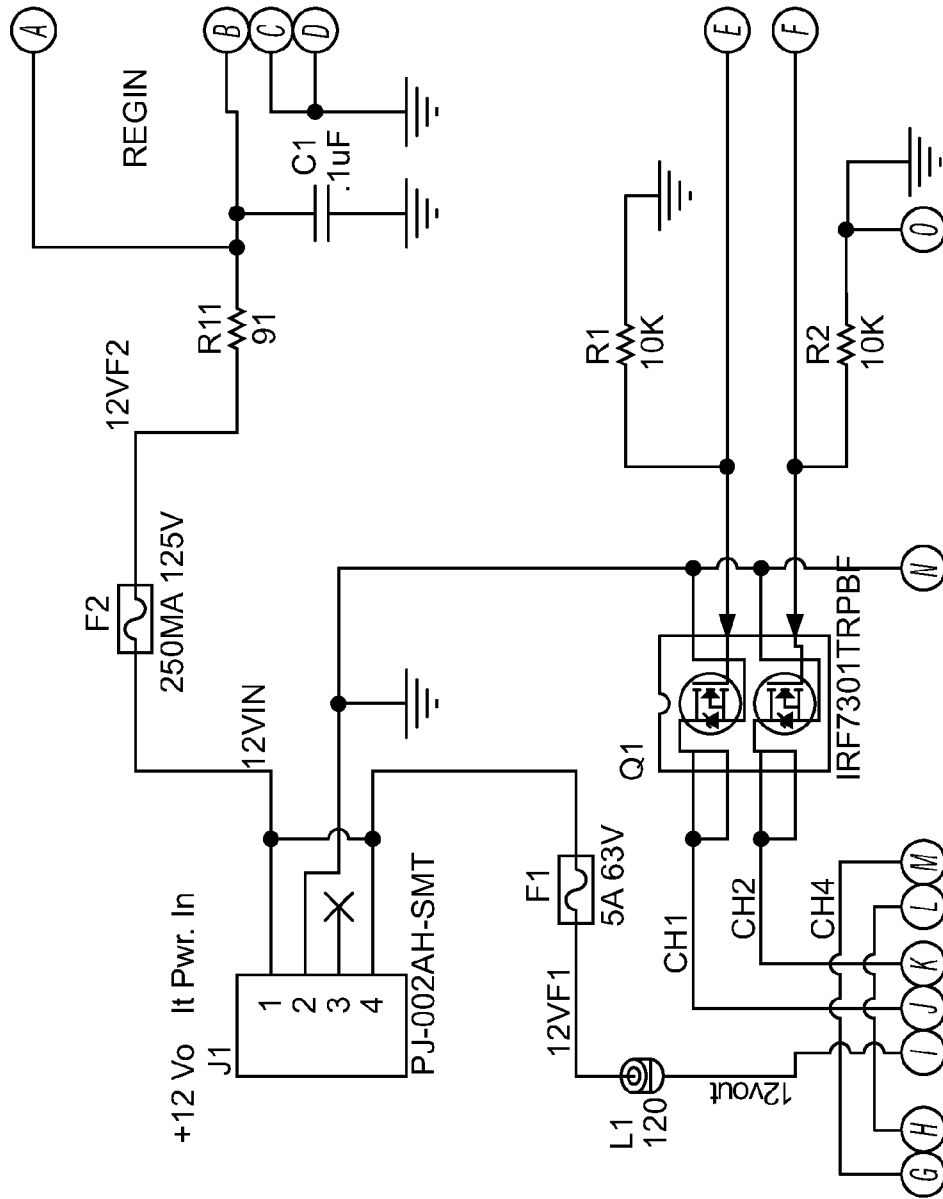 A
B
C
D
E
F
REGIN
C1
.1uF
R11
91
12VF2
R1
10K
R2
10K
O
F2
250MA 125V
12VIN
N
Q1
IRF7301TRPBF
+12 Vo lt Pwr. In
J1
1
2
3
4
PJ-002AH-SMT
F1
5A 63V
12VF1
CH1
CH2
CH4
L1
120
12vout
G
H
I
J
K
L
M